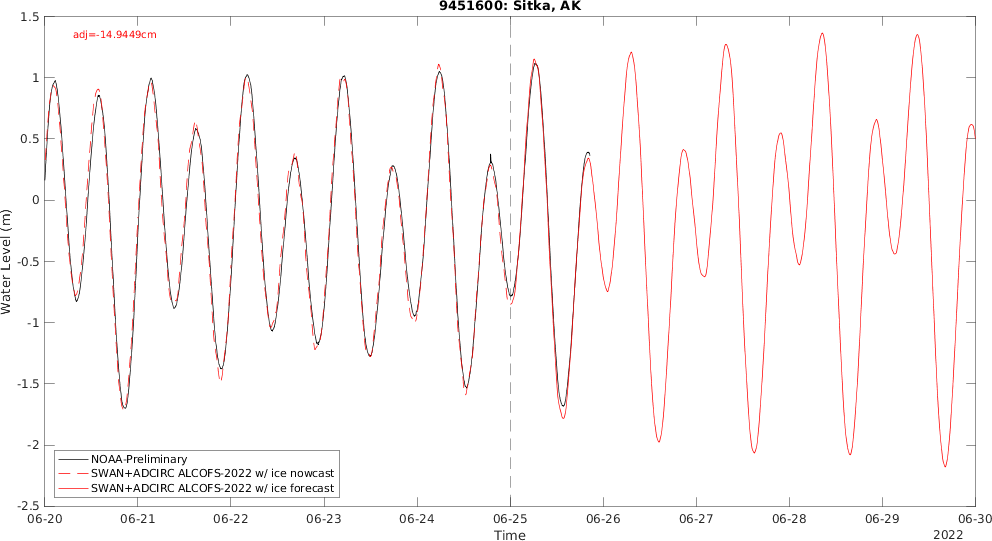 9451600: Sitka, AK
adj=-14.9449cm
Water Level (m)
1.5
1
0.5
0
-0.5
-1
-1.5
-2
-2.5
NOAA-Preliminary
SWAN+ADCIRC ALCOFS-2022 w/ ice nowcast
SWAN+ADCIRC ALCOFS-2022 w/ ice forecast
06-20 06-21 06-22 06-23 06-24 06-25 06-26 06-27 06-28 06-29 06-30
Time
2022